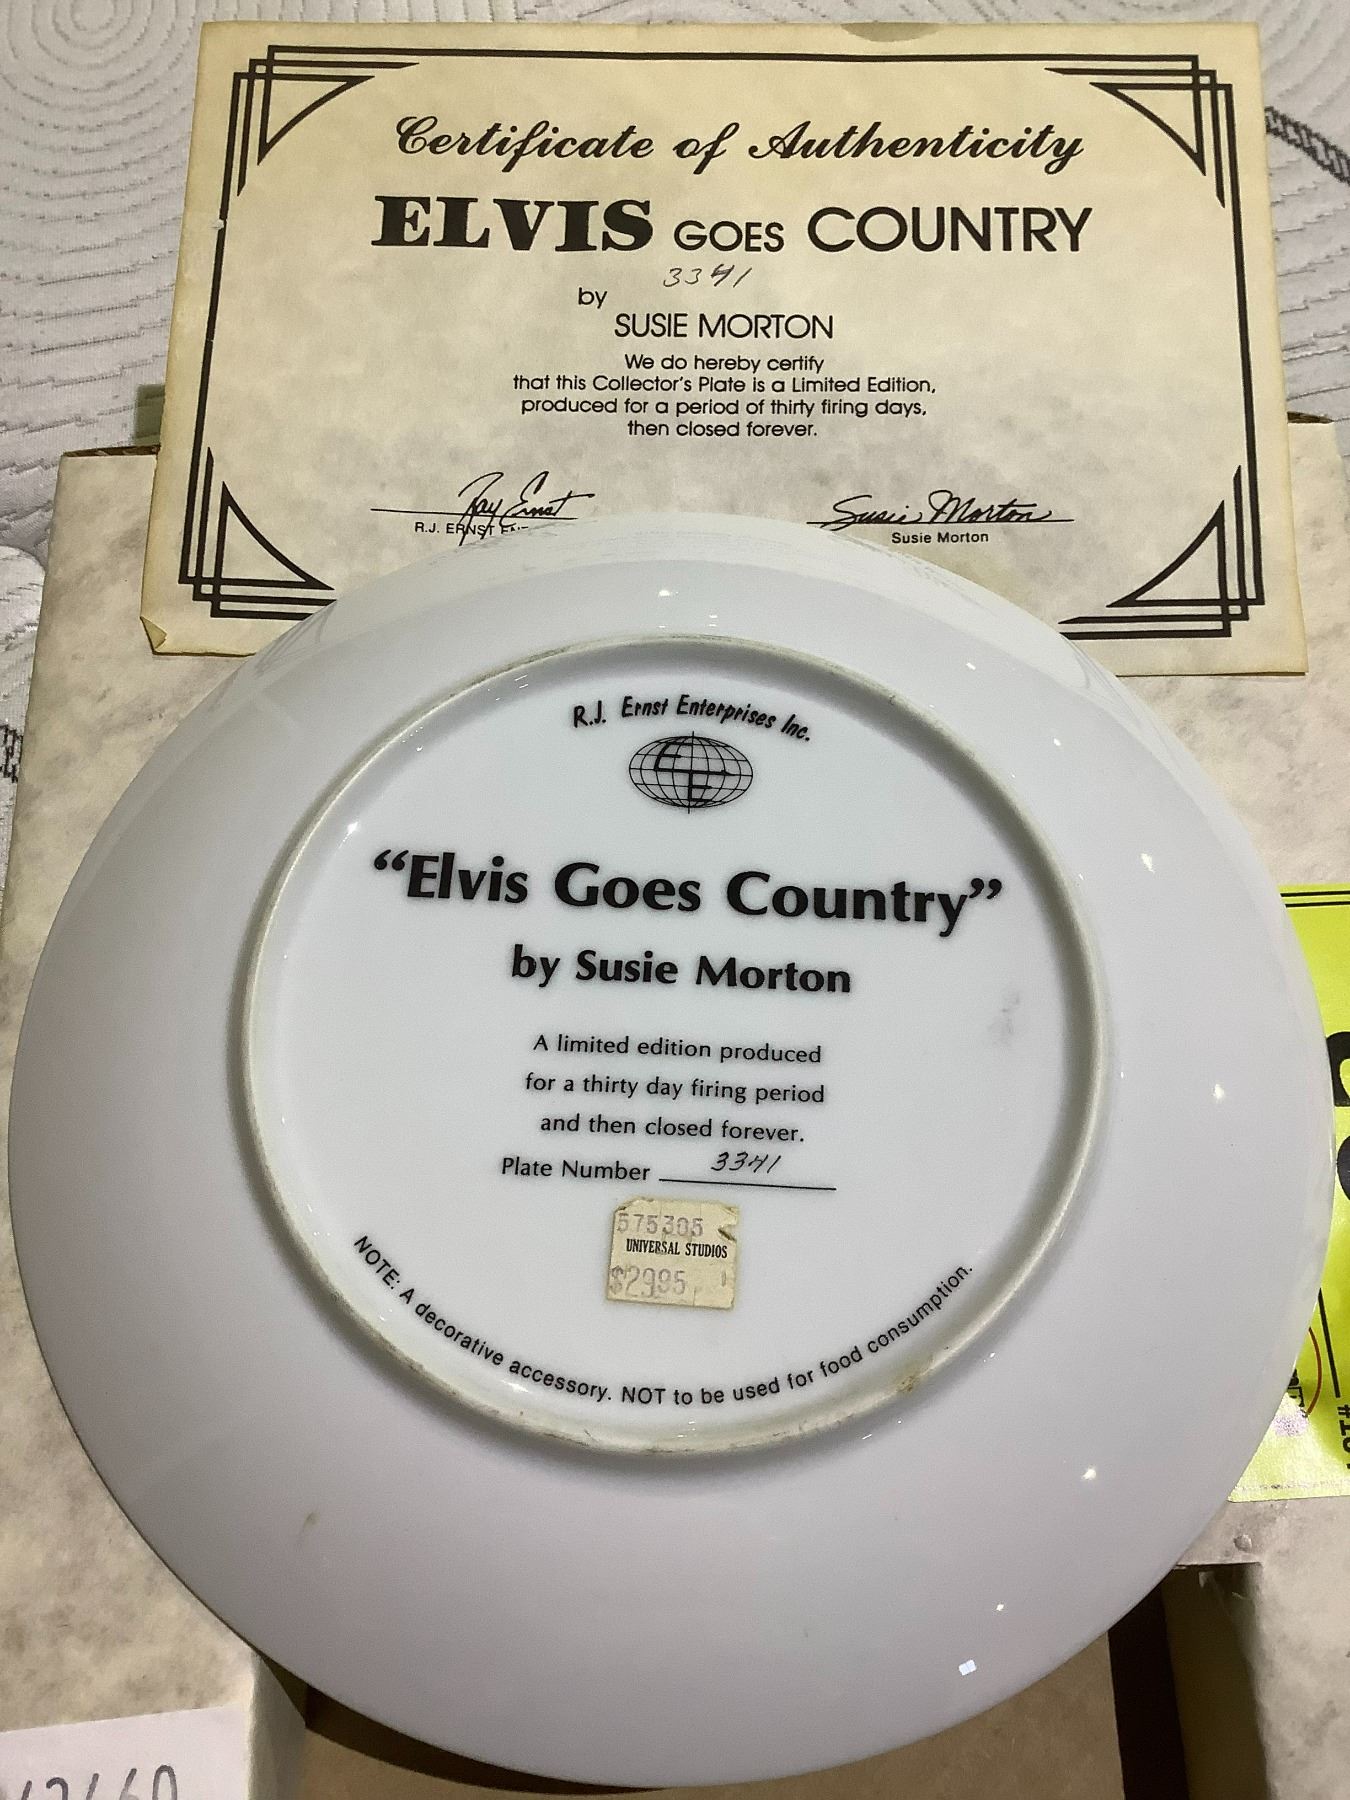 Certificate of Authenticity
ELVIS GOES COUNTRY
3341
by
SUSIE MORTON
We do hereby certify
that this Collector's Plate is a Limited Edition,
produced for a period of thirty firing days,
then closed forever.
Ray Ernst
Susie Morton
R.J. ERNST
Susie Morton
R.J. Ernst Enterprises Inc.
"Elvis Goes Country"
by Susie Morton
A limited edition produced
for a thirty day firing period
and then closed forever.
Plate Number 3341
575305
UNIVERSAL STUDIOS
$29.95
NOTE: A decorative accessory. NOT to be used for food consumption.